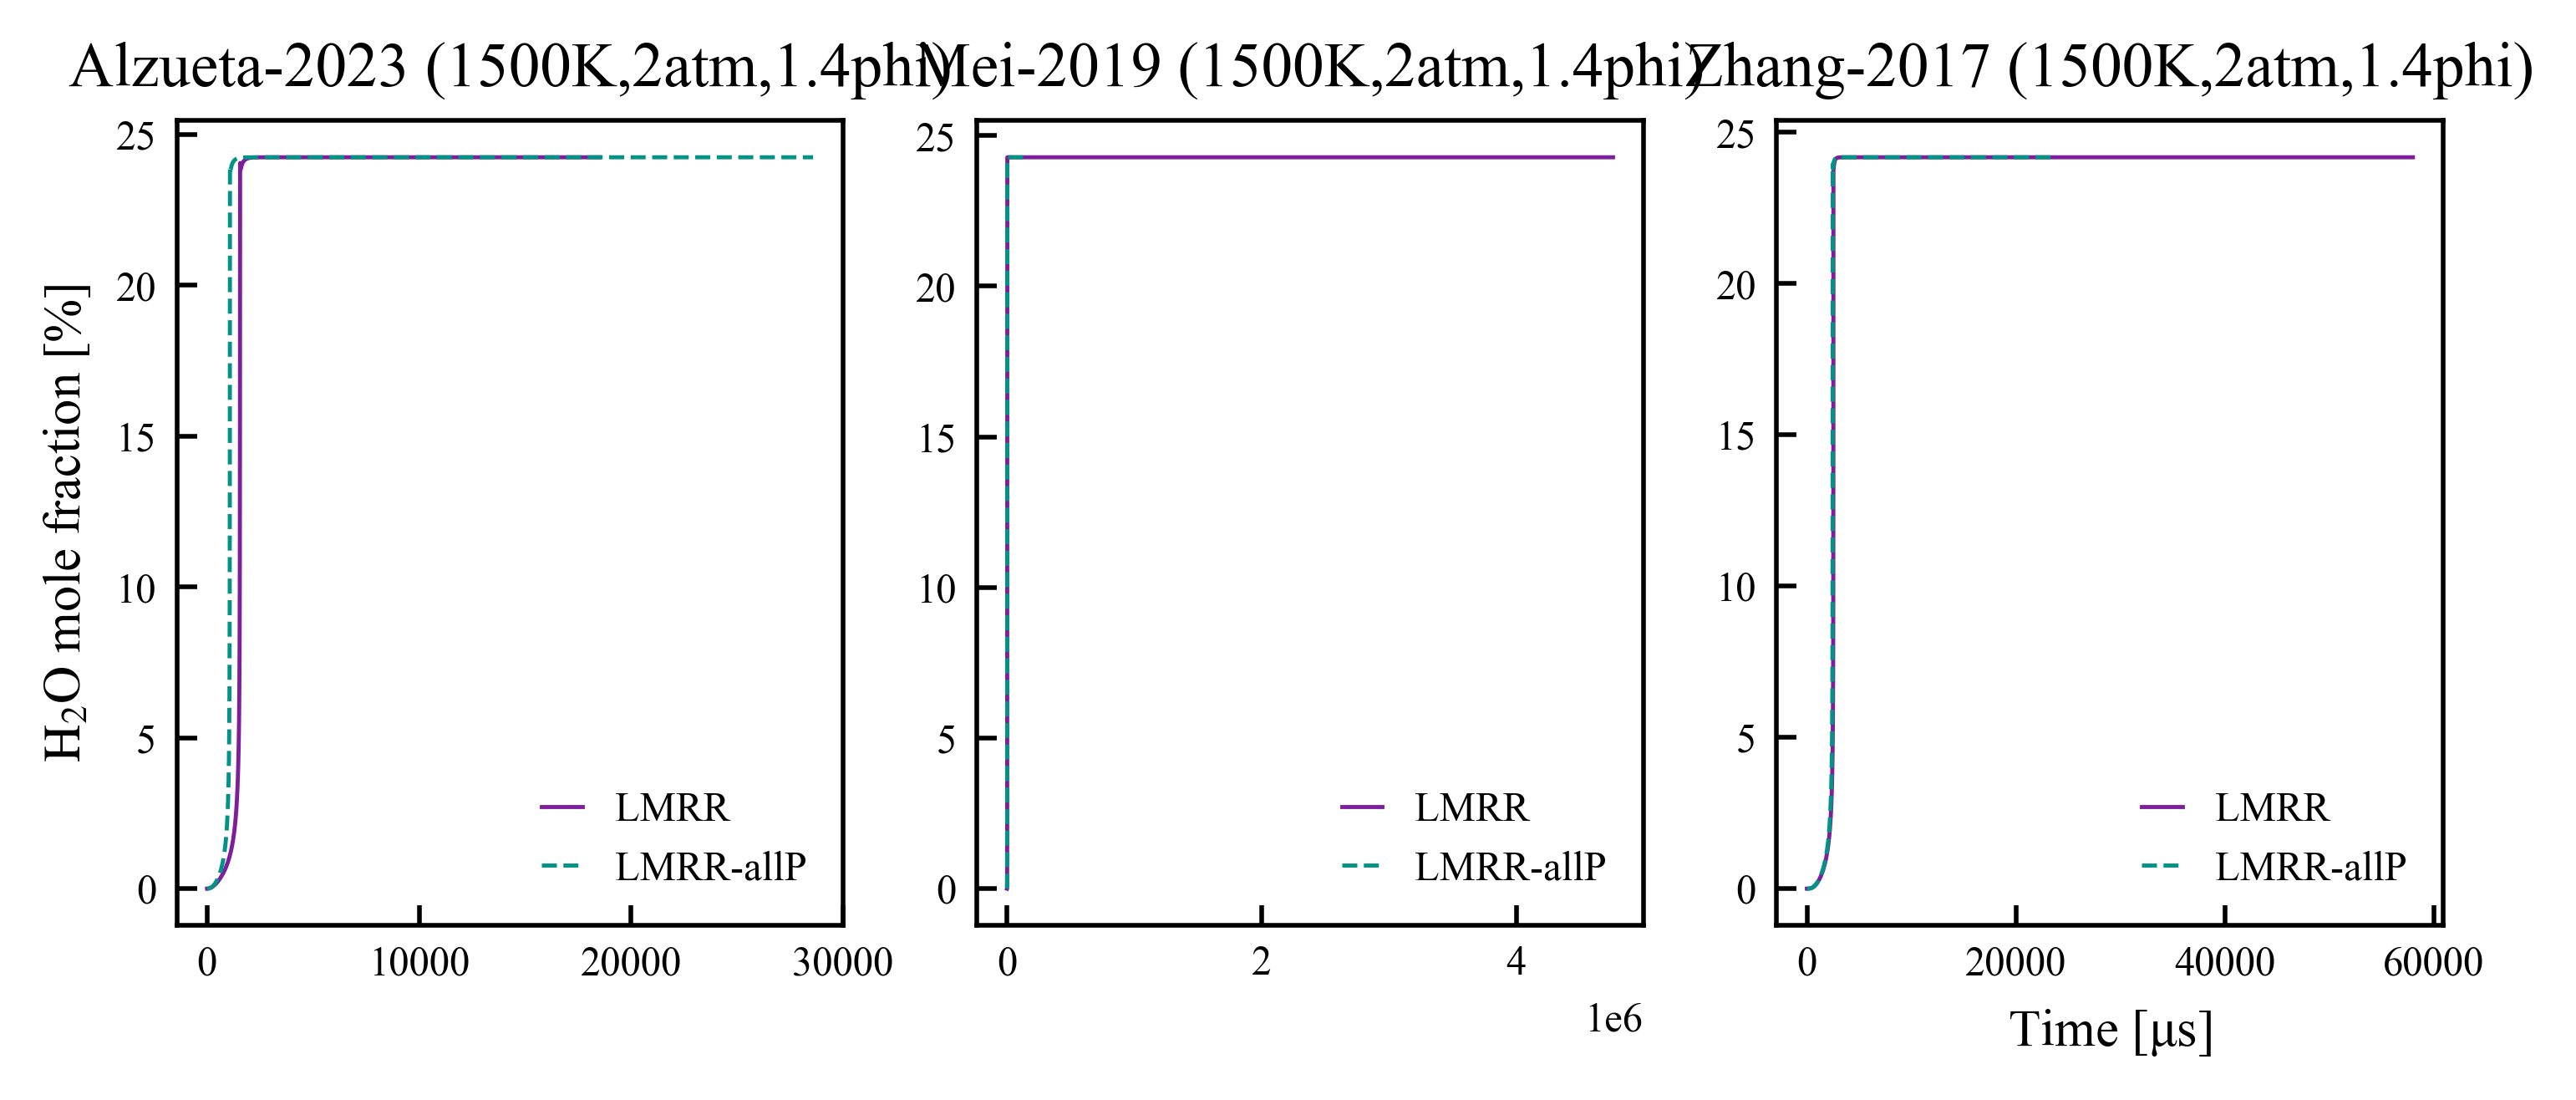 Alzueta-2023 (1500K,2atm,1.4phi)
Mei-2019 (1500K,2atm,1.4phi)
Zhang-2017 (1500K,2atm,1.4phi)
H₂O mole fraction [%]
25
20
15
10
5
0
LMRR
LMRR-allP
0 10000 20000 30000
25
20
15
10
5
0
LMRR
LMRR-allP
0 2 4
1e6
25
20
15
10
5
0
LMRR
LMRR-allP
0 20000 40000 60000
Time [μs]